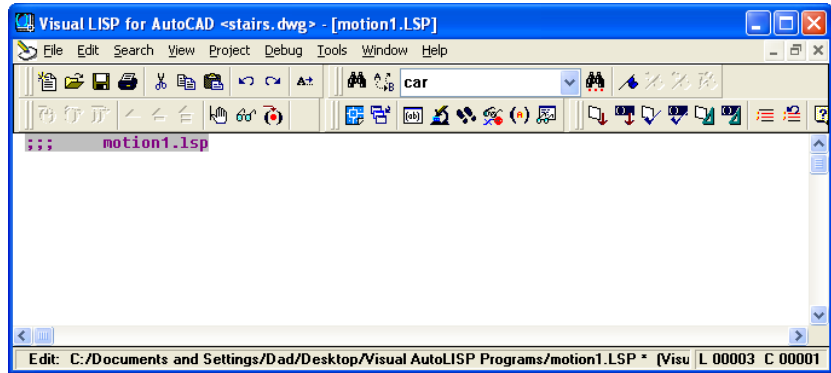 Visual LISP for AutoCAD <stairs.dwg> - [motion1.LSP]
File Edit Search View Project Debug Tools Window Help
car
;;; motion1.lsp
Edit: C:/Documents and Settings/Dad/Desktop/Visual AutoLISP Programs/motion1.LSP * (Visu L 00003 C 00001